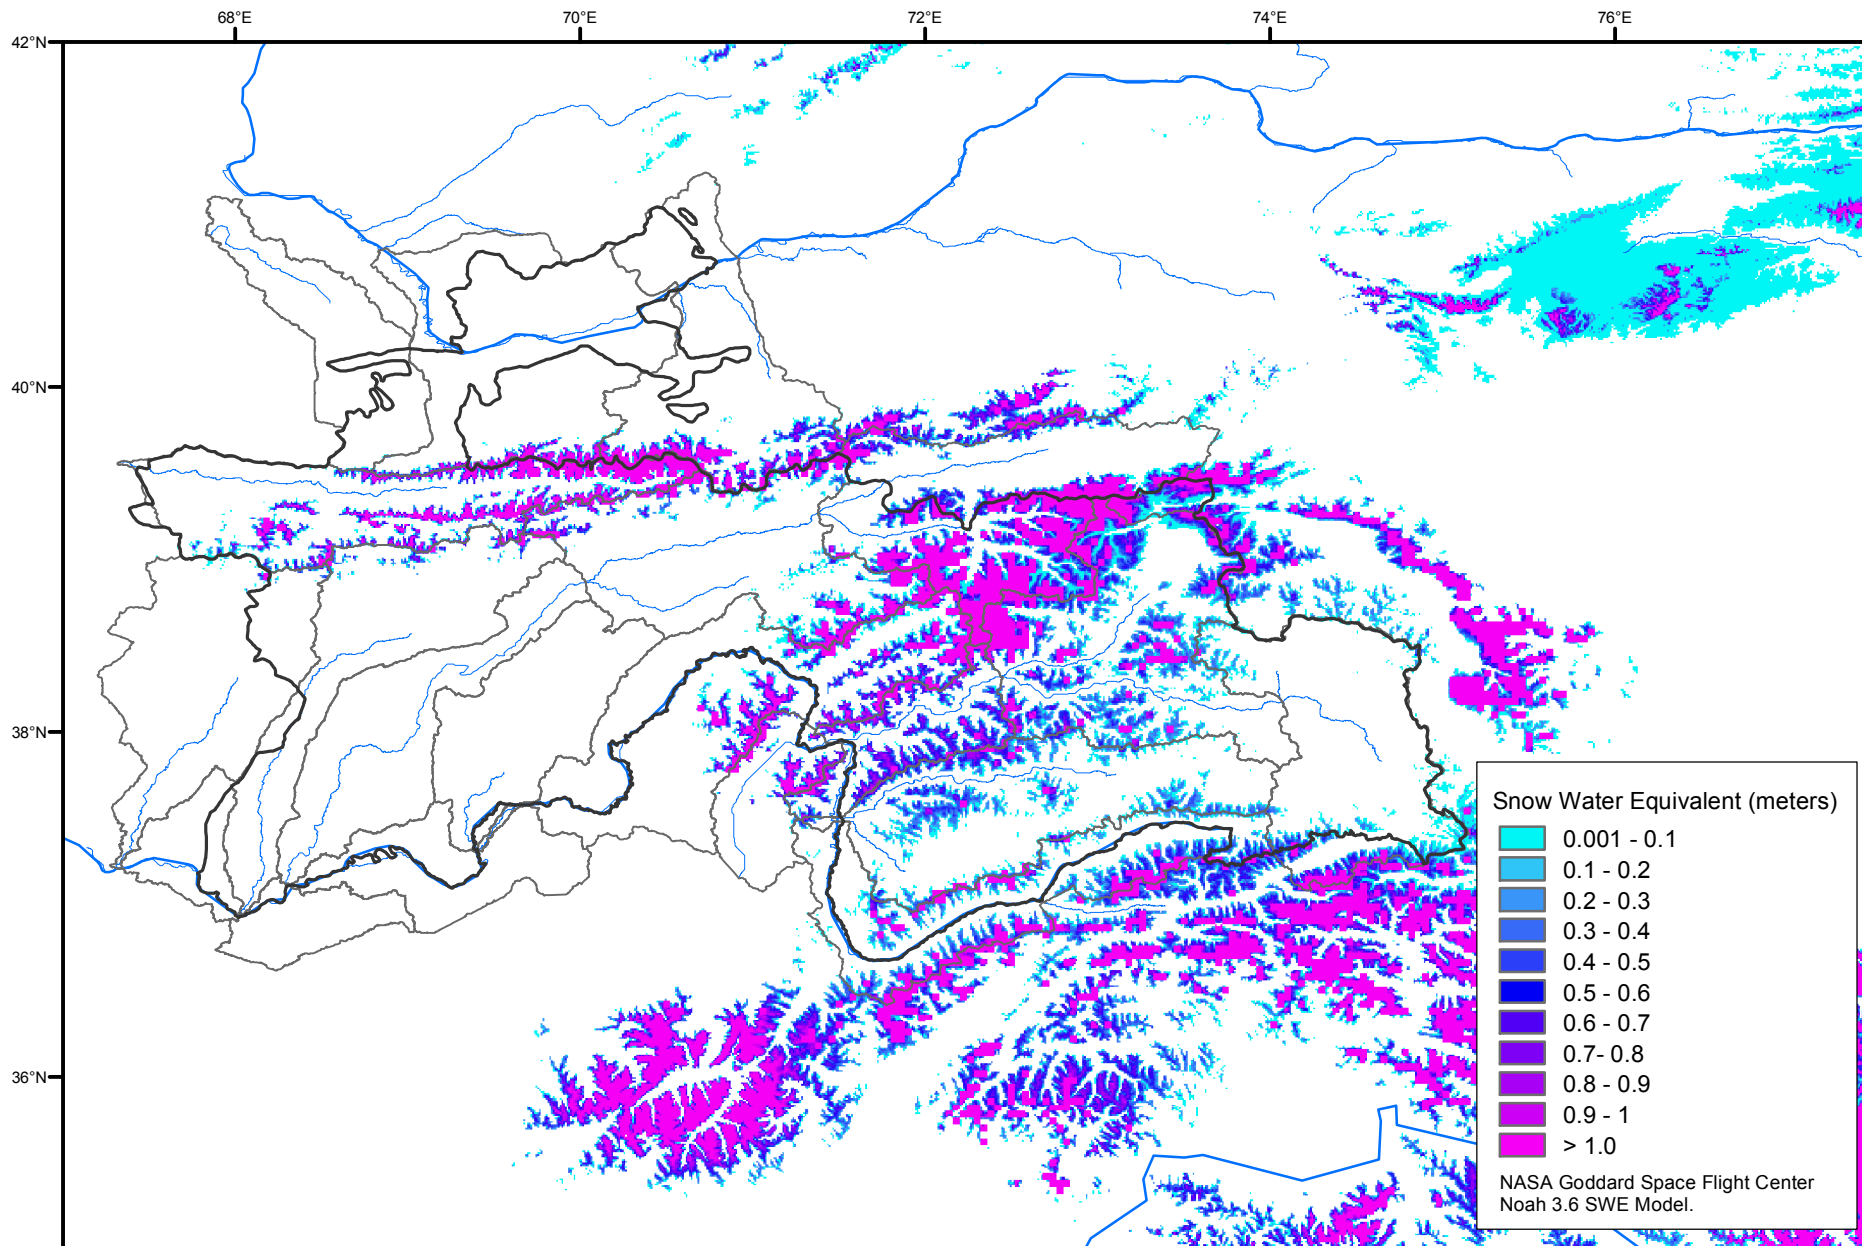 68°E 70°E 72°E 74°E 76°E
42°N
40°N
38°N
36°N
Snow Water Equivalent (meters)
0.001 - 0.1
0.1 - 0.2
0.2 - 0.3
0.3 - 0.4
0.4 - 0.5
0.5 - 0.6
0.6 - 0.7
0.7- 0.8
0.8 - 0.9
0.9 - 1
> 1.0
NASA Goddard Space Flight Center
Noah 3.6 SWE Model.